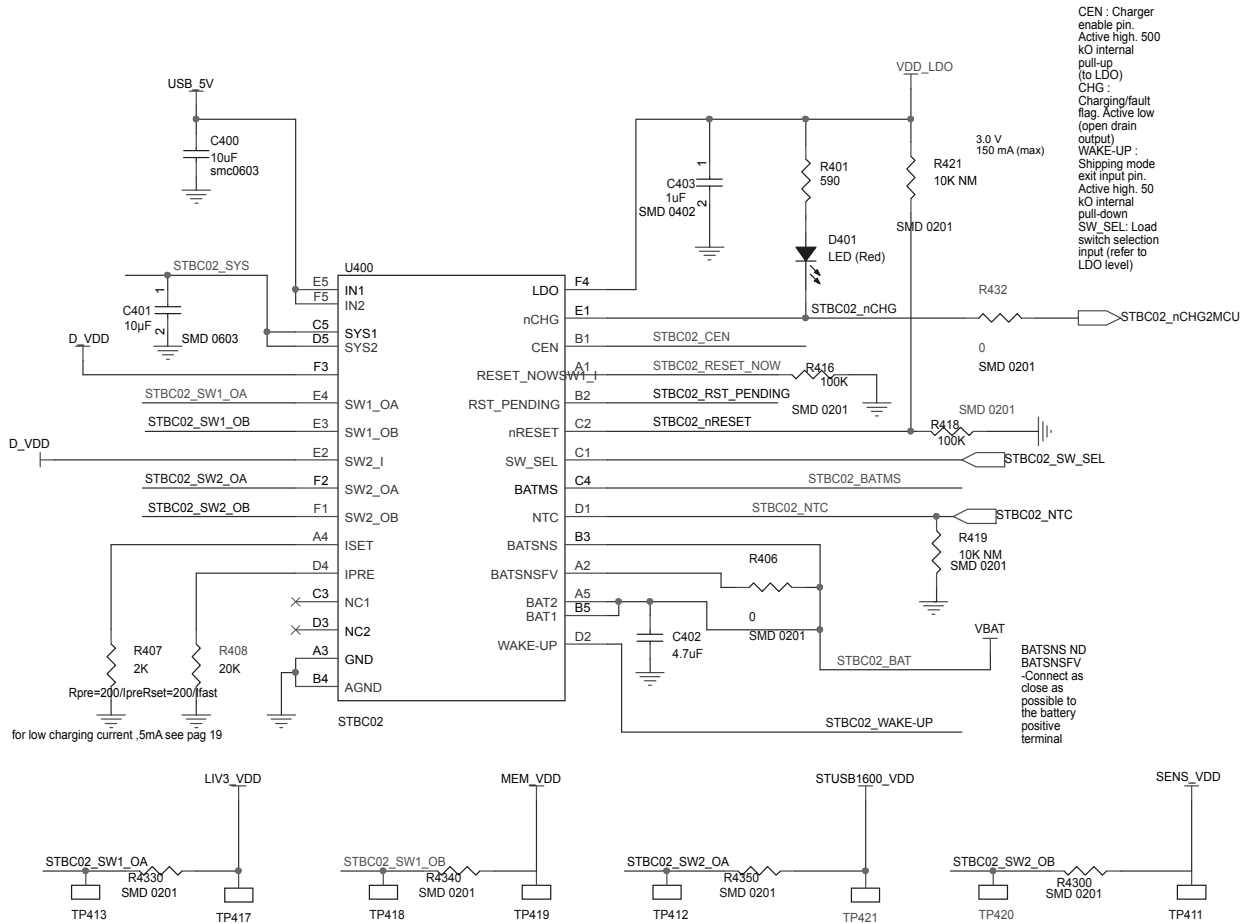 CEN : Charger
enable pin.
Active high. 500
kO internal
pull-up
(to LDO)
CHG :
Charging/fault
flag. Active low
(open drain
output)
WAKE-UP :
Shipping mode
exit input pin.
Active high. 50
kO internal
pull-down
SW_SEL: Load
switch selection
input (refer to
LDO level)
VDD_LDO
USB_5V
C400
10uF
smc0603
3.0 V
150 mA (max)
1
C403
1uF
2
SMD 0402
R401
590
R421
10K NM
SMD 0201
D401
LED (Red)
STBC02_SYS
1
C401
10µF
2
SMD 0603
D_VDD
U400
E5
IN1
F5
IN2
C5
SYS1
D5
SYS2
F3
SW1_I
STBC02_SW1_OA
E4
SW1_OA
STBC02_SW1_OB
E3
SW1_OB
D_VDD
E2
SW2_I
STBC02_SW2_OA
F2
SW2_OA
STBC02_SW2_OB
F1
SW2_OB
A4
ISET
D4
IPRE
C3
NC1
D3
NC2
A3
GND
B4
AGND
STBC02
LDO
F4
nCHG
E1
STBC02_nCHG
R432
0
SMD 0201
STBC02_nCHG2MCU
CEN
B1
STBC02_CEN
RESET_NOW
A1
STBC02_RESET_NOW
R416
100K
SMD 0201
RST_PENDING
B2
STBC02_RST_PENDING
nRESET
C2
STBC02_nRESET
SMD 0201
R418
100K
SW_SEL
C1
STBC02_SW_SEL
BATMS
C4
STBC02_BATMS
NTC
D1
STBC02_NTC
STBC02_NTC
R419
10K NM
SMD 0201
BATSNS
B3
BATSNSFV
A2
R406
0
SMD 0201
BAT2
A5
BAT1
B5
C402
4.7uF
WAKE-UP
D2
VBAT
STBC02_BAT
STBC02_WAKE-UP
BATSNS ND
BATSNSFV
-Connect as
close as
possible to
the battery
positive
terminal
R407
2K
R408
20K
Rpre=200/IpreRset=200/Ifast
for low charging current ,5mA see pag 19
LIV3_VDD
STBC02_SW1_OA
R4330
SMD 0201
TP413
TP417
MEM_VDD
STBC02_SW1_OB
R4340
SMD 0201
TP418
TP419
STUSB1600_VDD
STBC02_SW2_OA
R4350
SMD 0201
TP412
TP421
SENS_VDD
STBC02_SW2_OB
R4300
SMD 0201
TP420
TP411